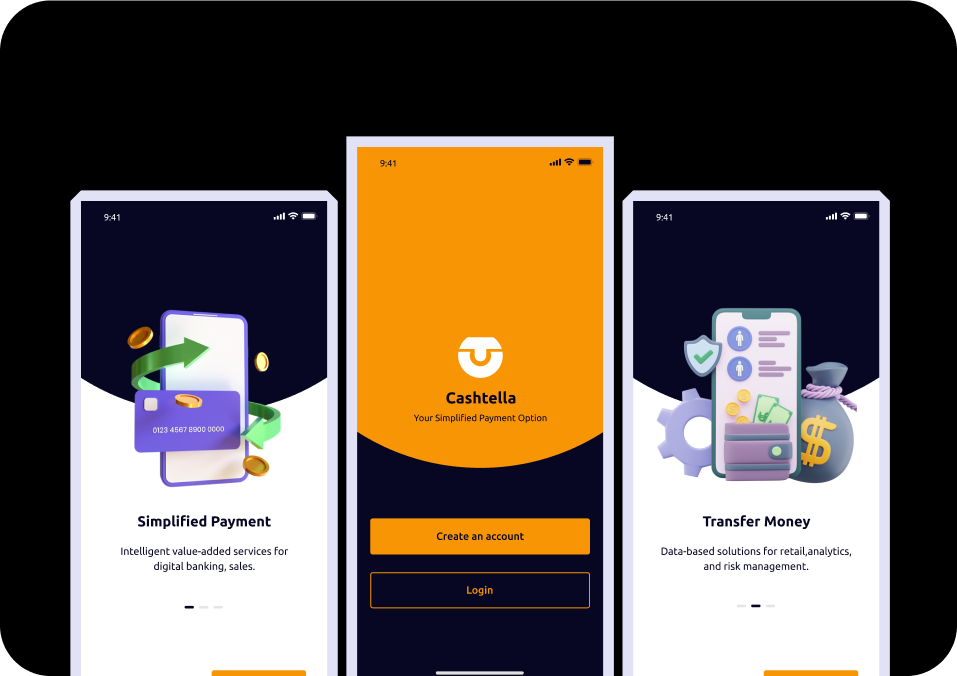 9:41
0123 4567 8900 0000
Simplified Payment
Intelligent value-added services for
digital banking, sales.
9:41
Cashtella
Your Simplified Payment Option
Create an account
Login
9:41
Transfer Money
Data-based solutions for retail,analytics,
and risk management.